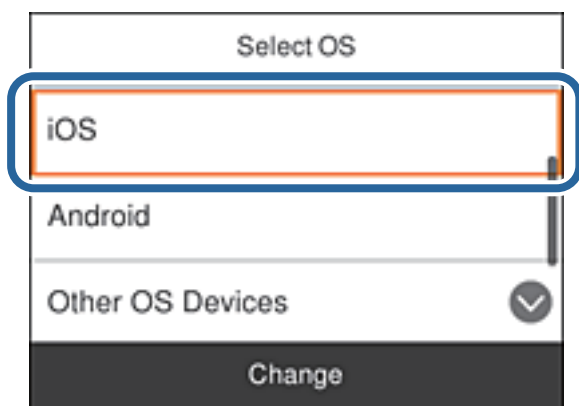 Select OS
iOS
Android
Other OS Devices
Change